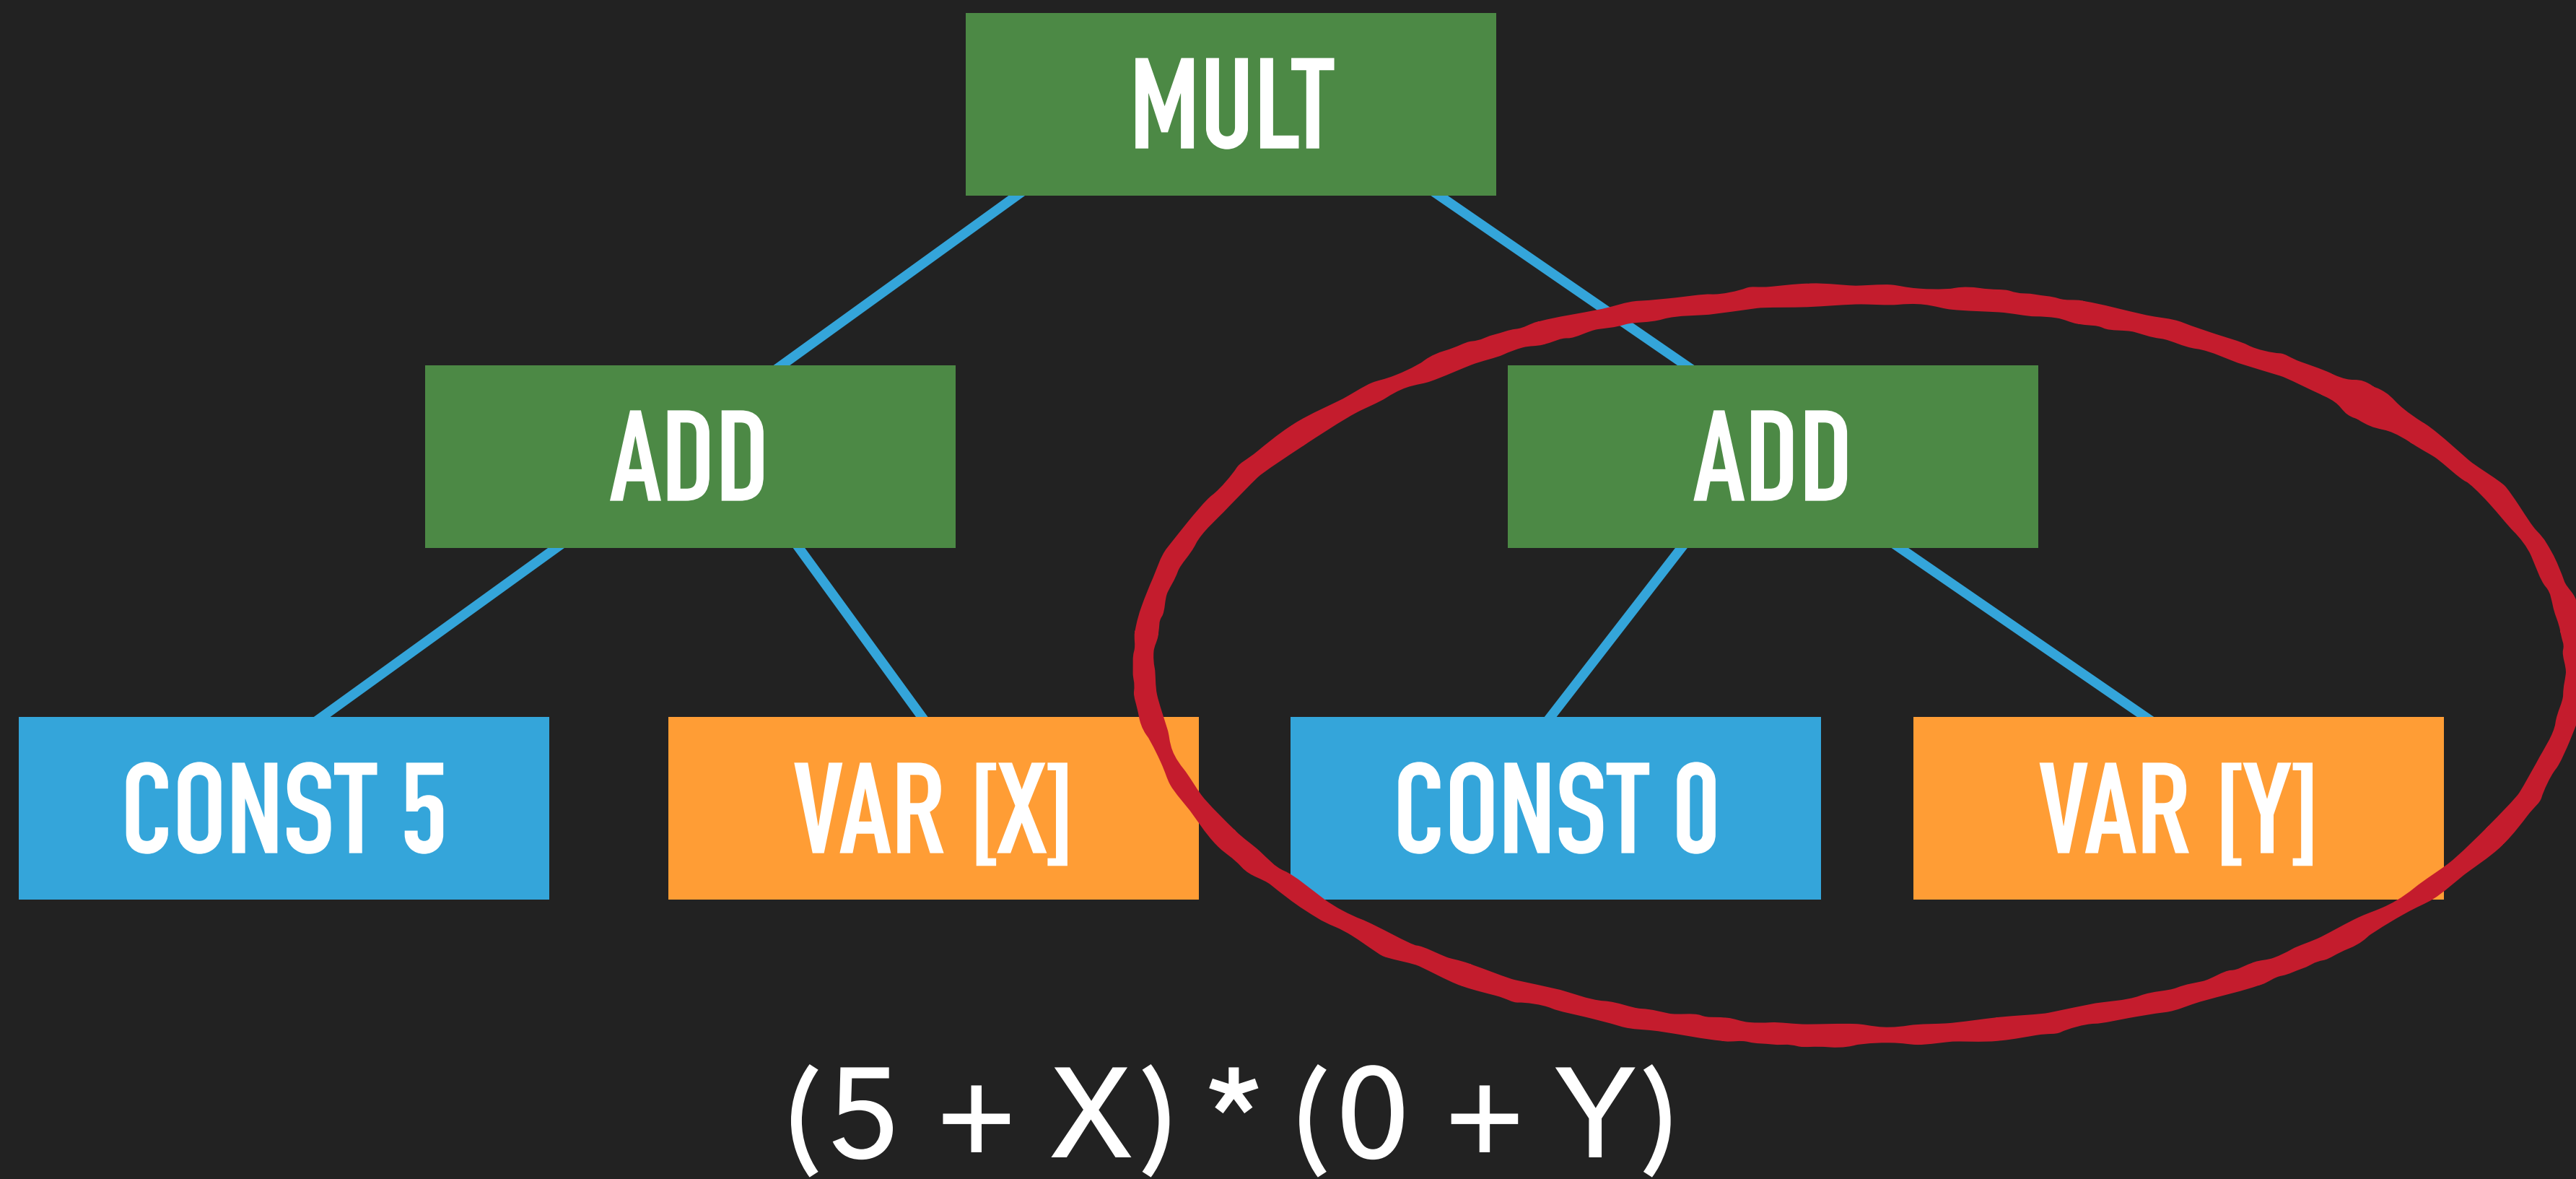 MULT
ADD
ADD
CONST 5
VAR [X]
CONST 0
VAR [Y]
(5 + X) * (0 + Y)